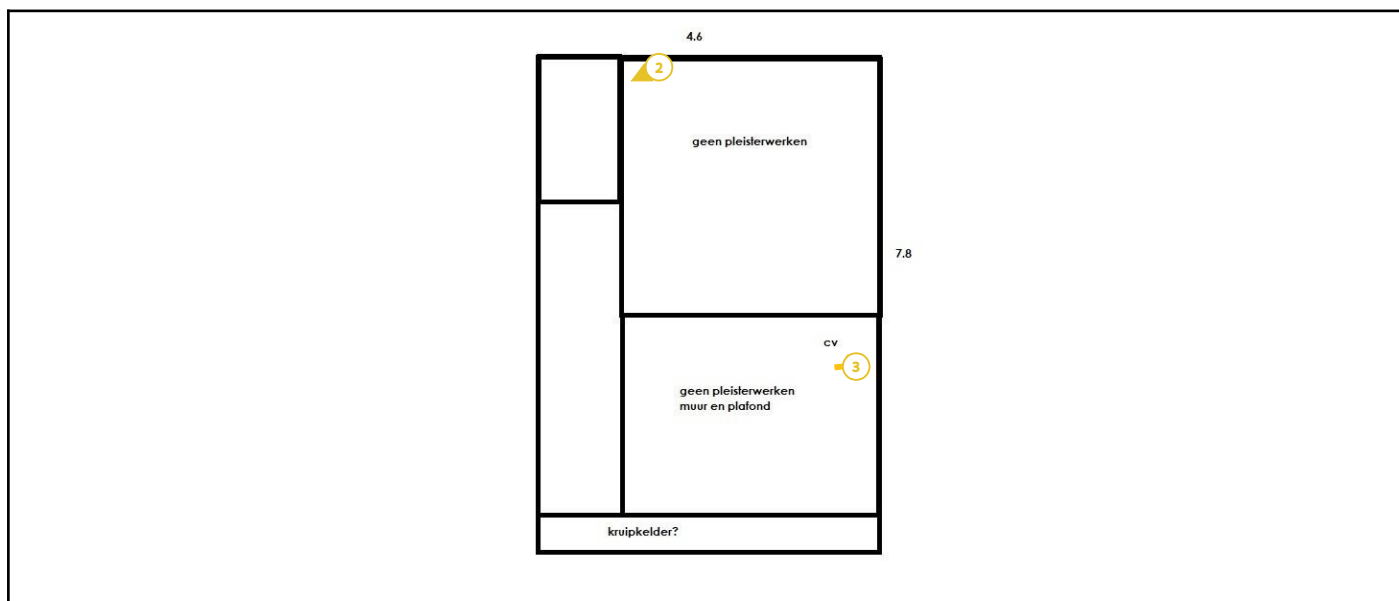 4.6
2
geen pleisterwerken
7.8
cv
3
geen pleisterwerken
muur en plafond
kruipkelder?